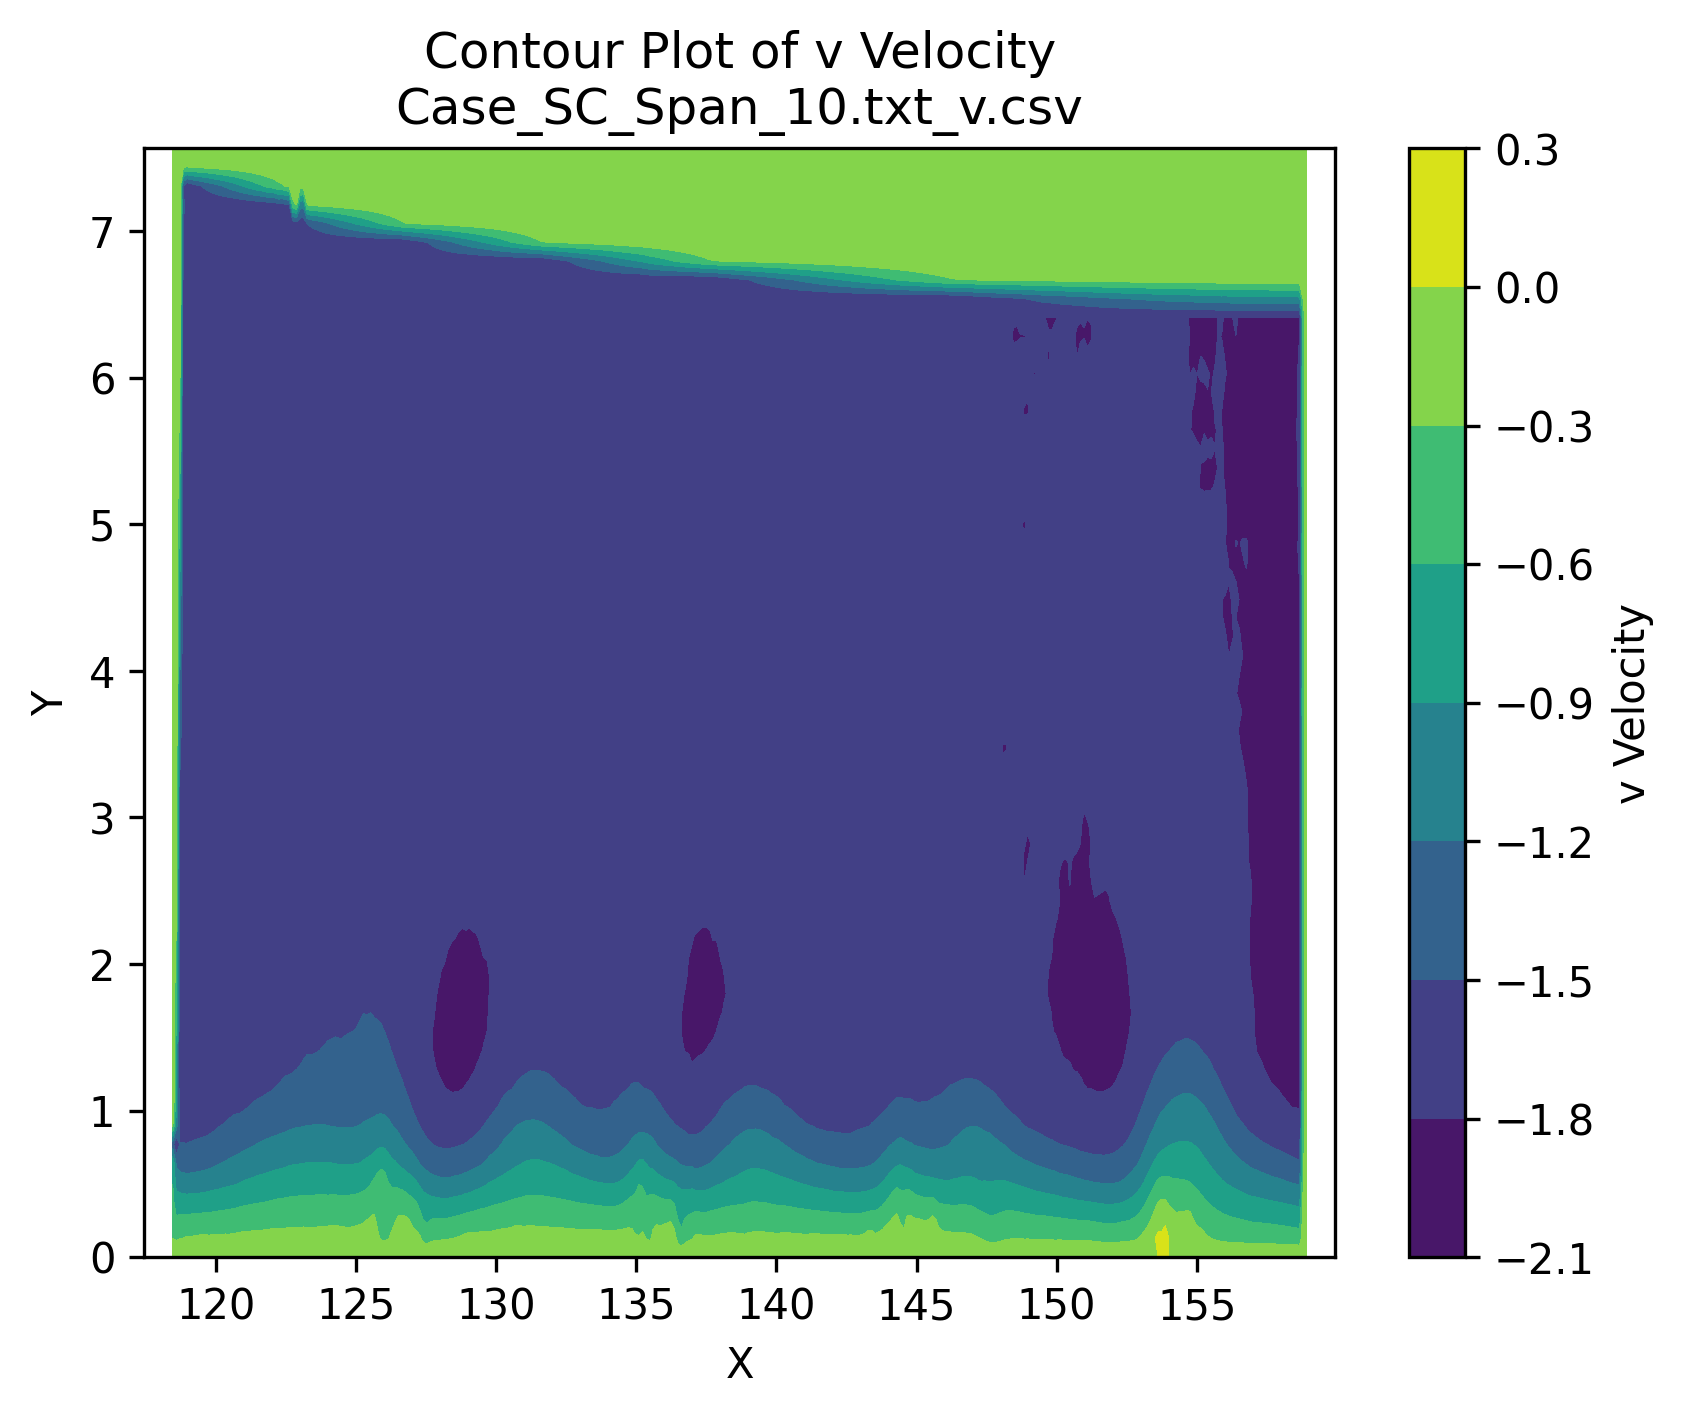 Contour Plot of v Velocity
Case_SC_Span_10.txt_v.csv
Y
7
6
5
4
3
2
1
0
120 125 130 135 140 145 150 155
X
0.3
0.0
−0.3
−0.6
−0.9
−1.2
−1.5
−1.8
−2.1
v Velocity